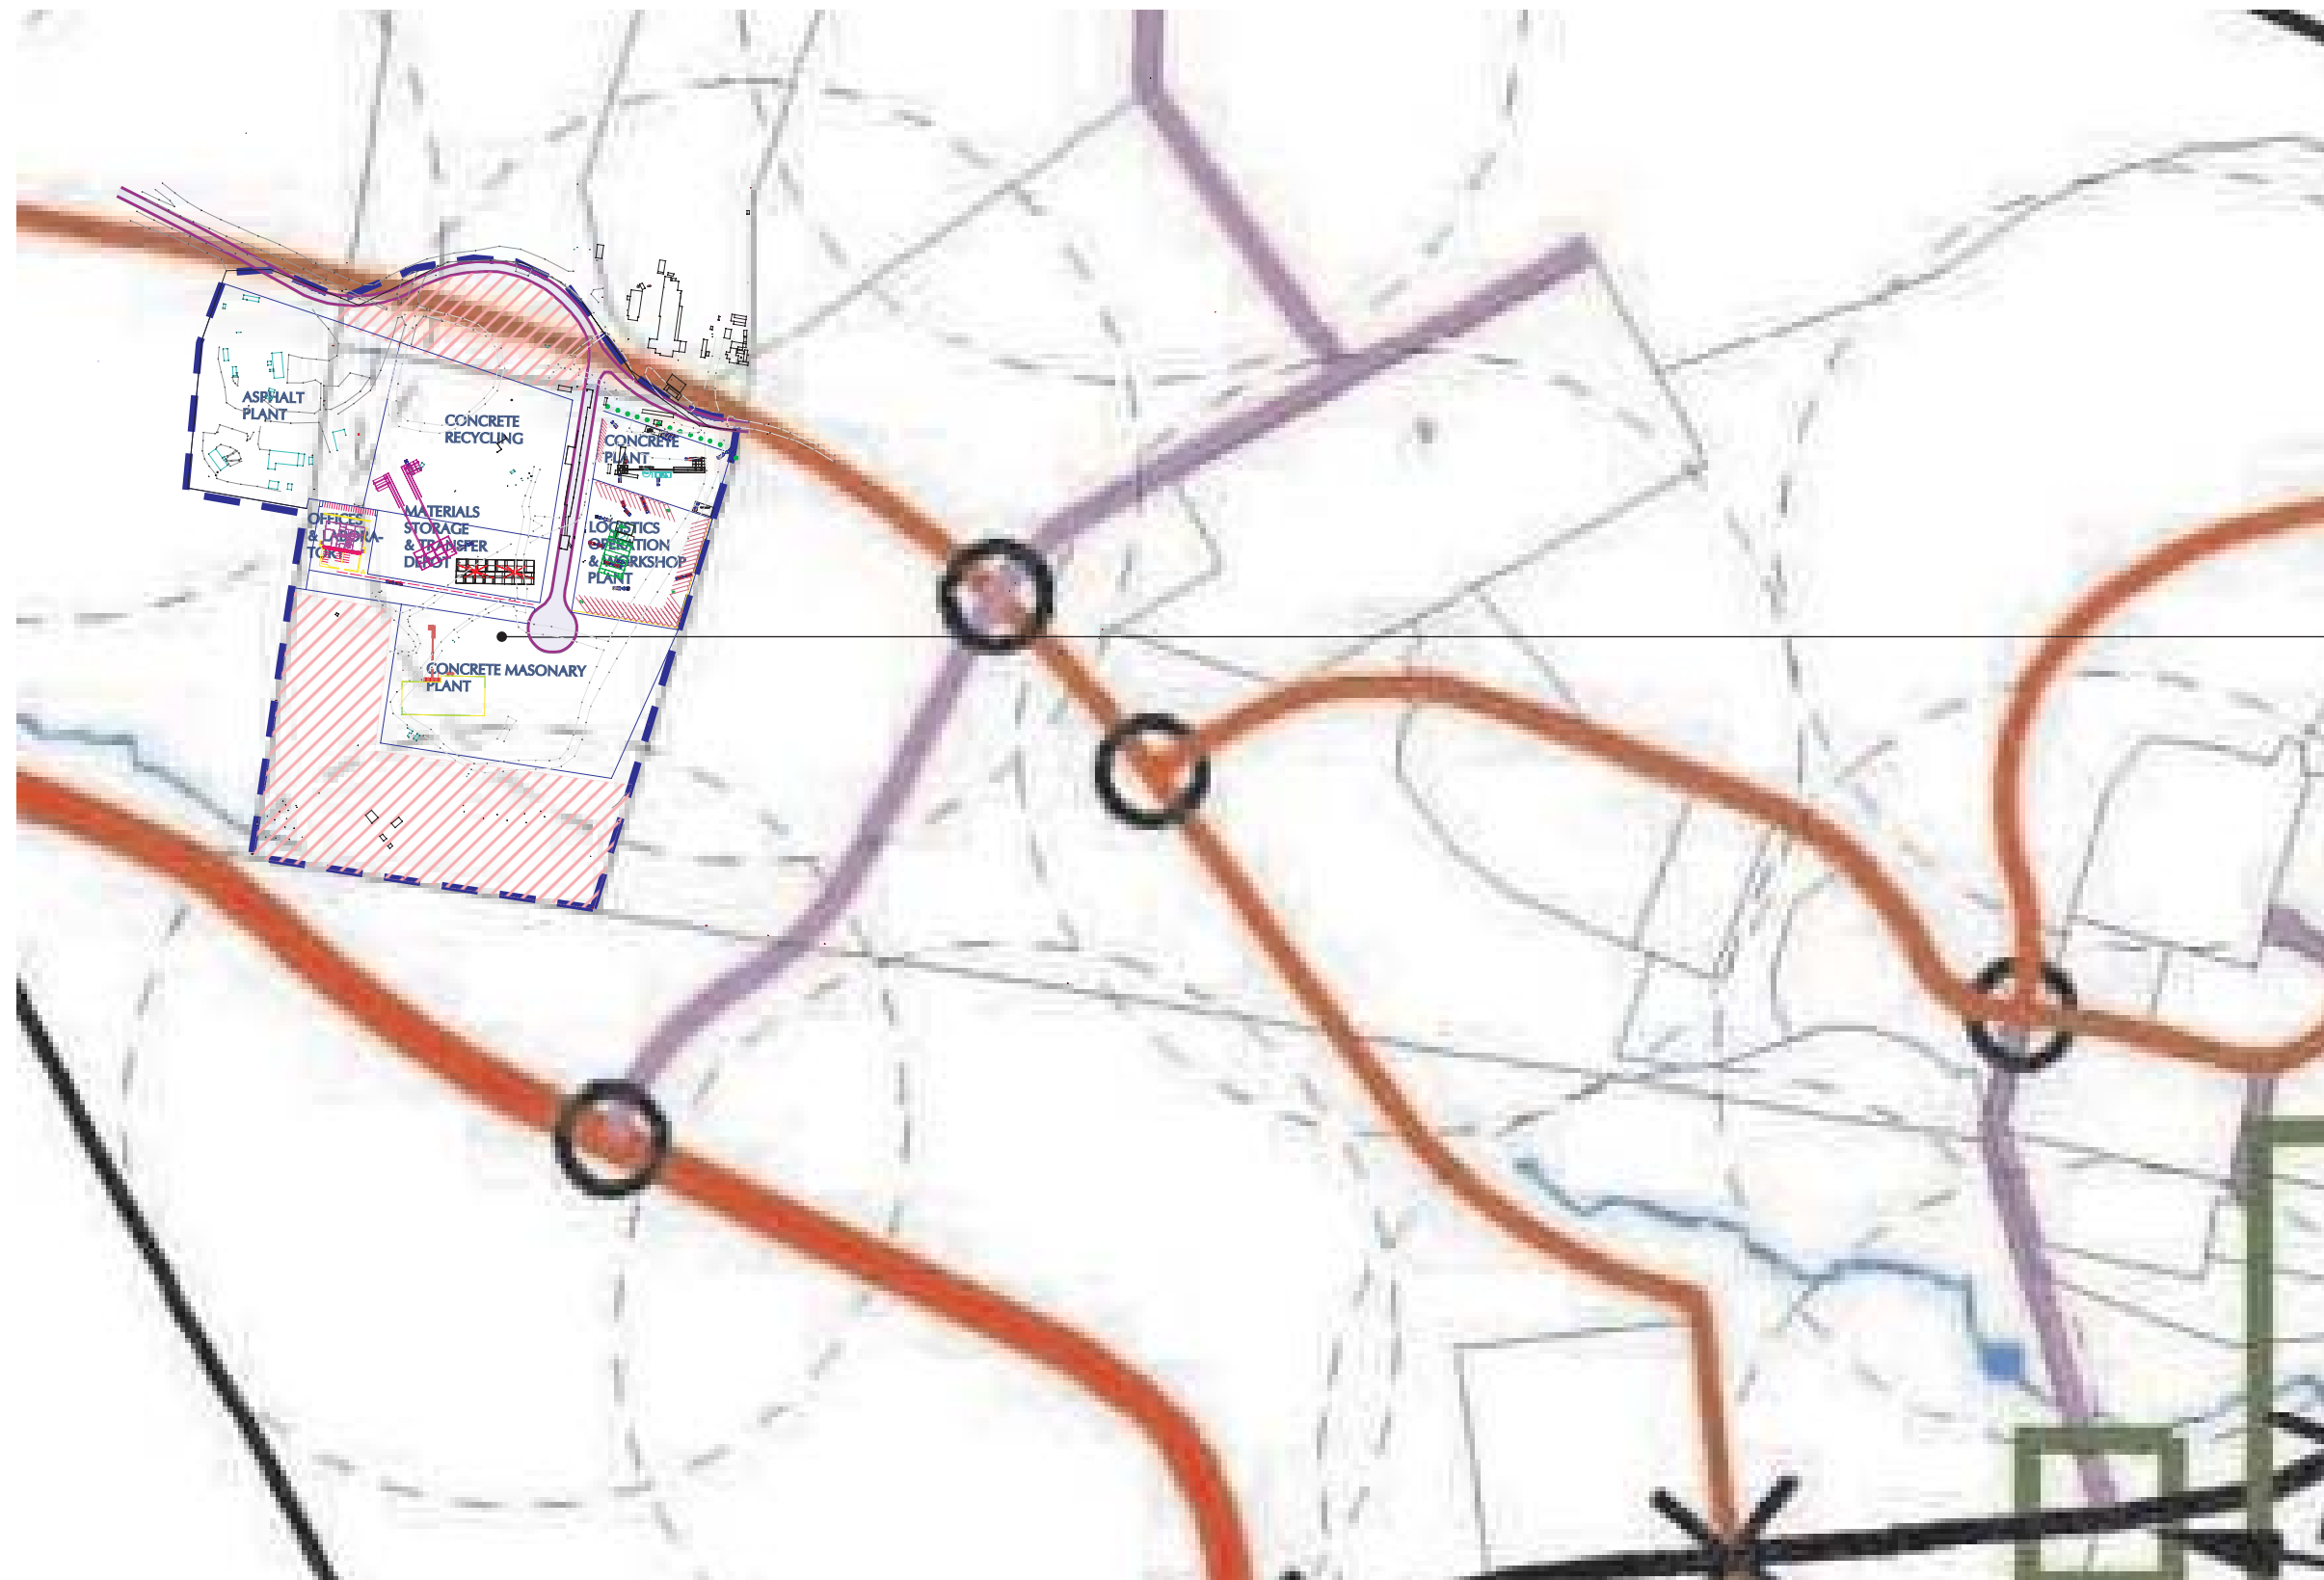 ASPHALT
PLANT
CONCRETE
RECYCLING
CONCRETE
PLANT
OFFICES
& LABORA-
TORY
MATERIALS
STORAGE
& TRANSFER
DEPOT
LOGISTICS
OPERATION
& WORKSHOP
PLANT
CONCRETE MASONARY
PLANT